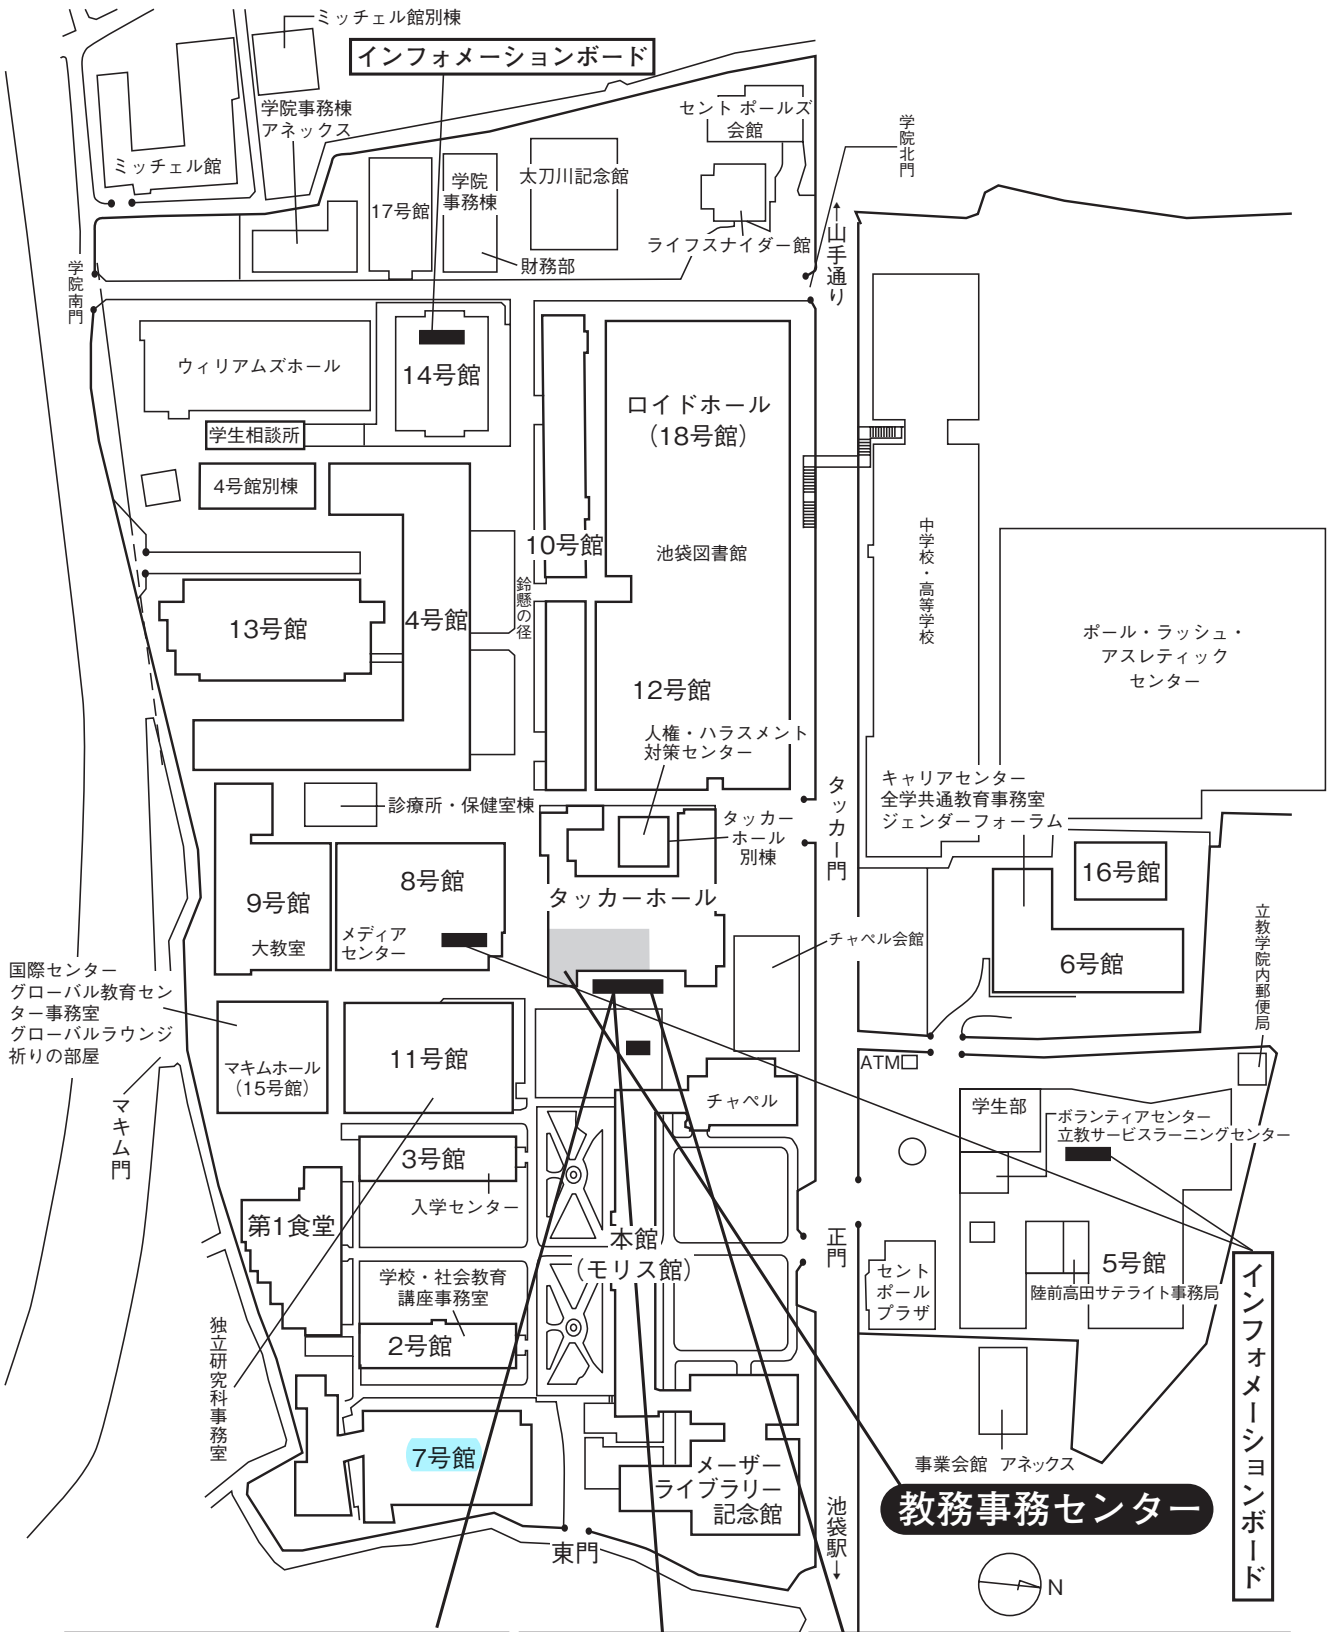 ミッチェル館別棟
インフォメーションボード
学院事務棟
アネックス
セント ポールズ
会館
学院北門
ミッチェル館
17号館
学院
事務棟
太刀川記念館
ライフスナイダー館
財務部
←山手通り
学院南門
ウィリアムズホール
14号館
ロイドホール
（18号館）
学生相談所
4号館別棟
10号館
池袋図書館
中学校・高等学校
鈴懸の径
13号館
4号館
ポール・ラッシュ・
アスレティック
センター
12号館
人権・ハラスメント
対策センター
キャリアセンター
全学共通教育事務室
ジェンダーフォーラム
診療所・保健室棟
タッカー
ホール
別棟
タッカー門
16号館
8号館
9号館
タッカーホール
大教室
メディア
センター
チャペル会館
6号館
立教学院内郵便局
国際センター
グローバル教育セン
ター事務室
グローバルラウンジ
祈りの部屋
マキムホール
（15号館）
11号館
ATM
チャペル
学生部
ボランティアセンター
立教サービスラーニングセンター
マキム門
3号館
入学センター
第1食堂
本館
（モリス館）
正門
5号館
陸前高田サテライト事務局
セント
ポール
プラザ
学校・社会教育
講座事務室
2号館
独立研究科事務室
インフォメーションボード
7号館
メーザー
ライブラリー
記念館
事業会館 アネックス
教務事務センター
池袋駅→
東門
N